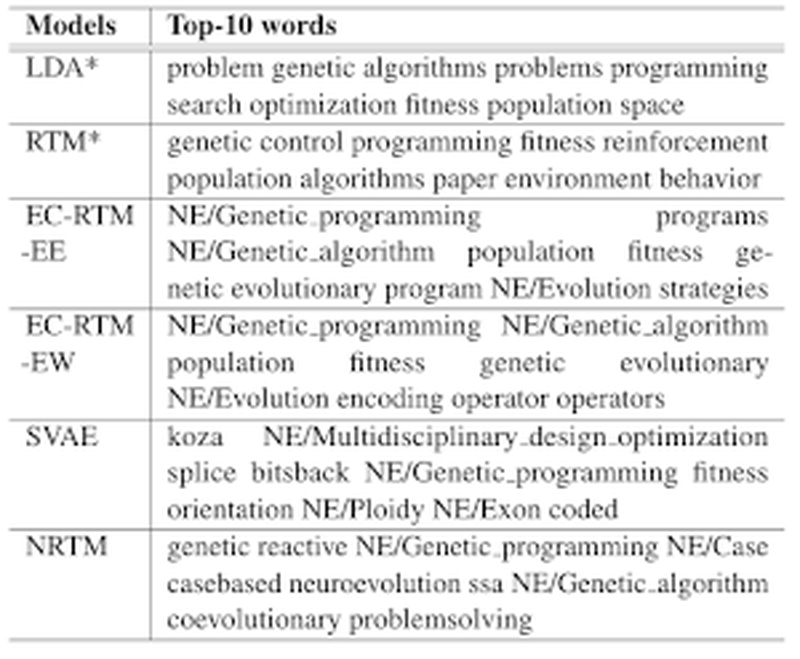 Models Top-10 words
LDA* problem genetic algorithms problems programming
search optimization fitness population space
RTM* genetic control programming fitness reinforcement
population algorithms paper environment behavior
EC-RTM NE/Genetic_programming programs
-EE NE/Genetic_algorithm population fitness ge-
netic evolutionary program NE/Evolution strategies
EC-RTM NE/Genetic_programming NE/Genetic_algorithm
-EW population fitness genetic evolutionary
NE/Evolution encoding operator operators
SVAE koza NE/Multidisciplinary_design_optimization
splice bitsback NE/Genetic_programming fitness
orientation NE/Ploidy NE/Exon coded
NRTM genetic reactive NE/Genetic_programming NE/Case
casebased neuroevolution ssa NE/Genetic_algorithm
coevolutionary problemsolving